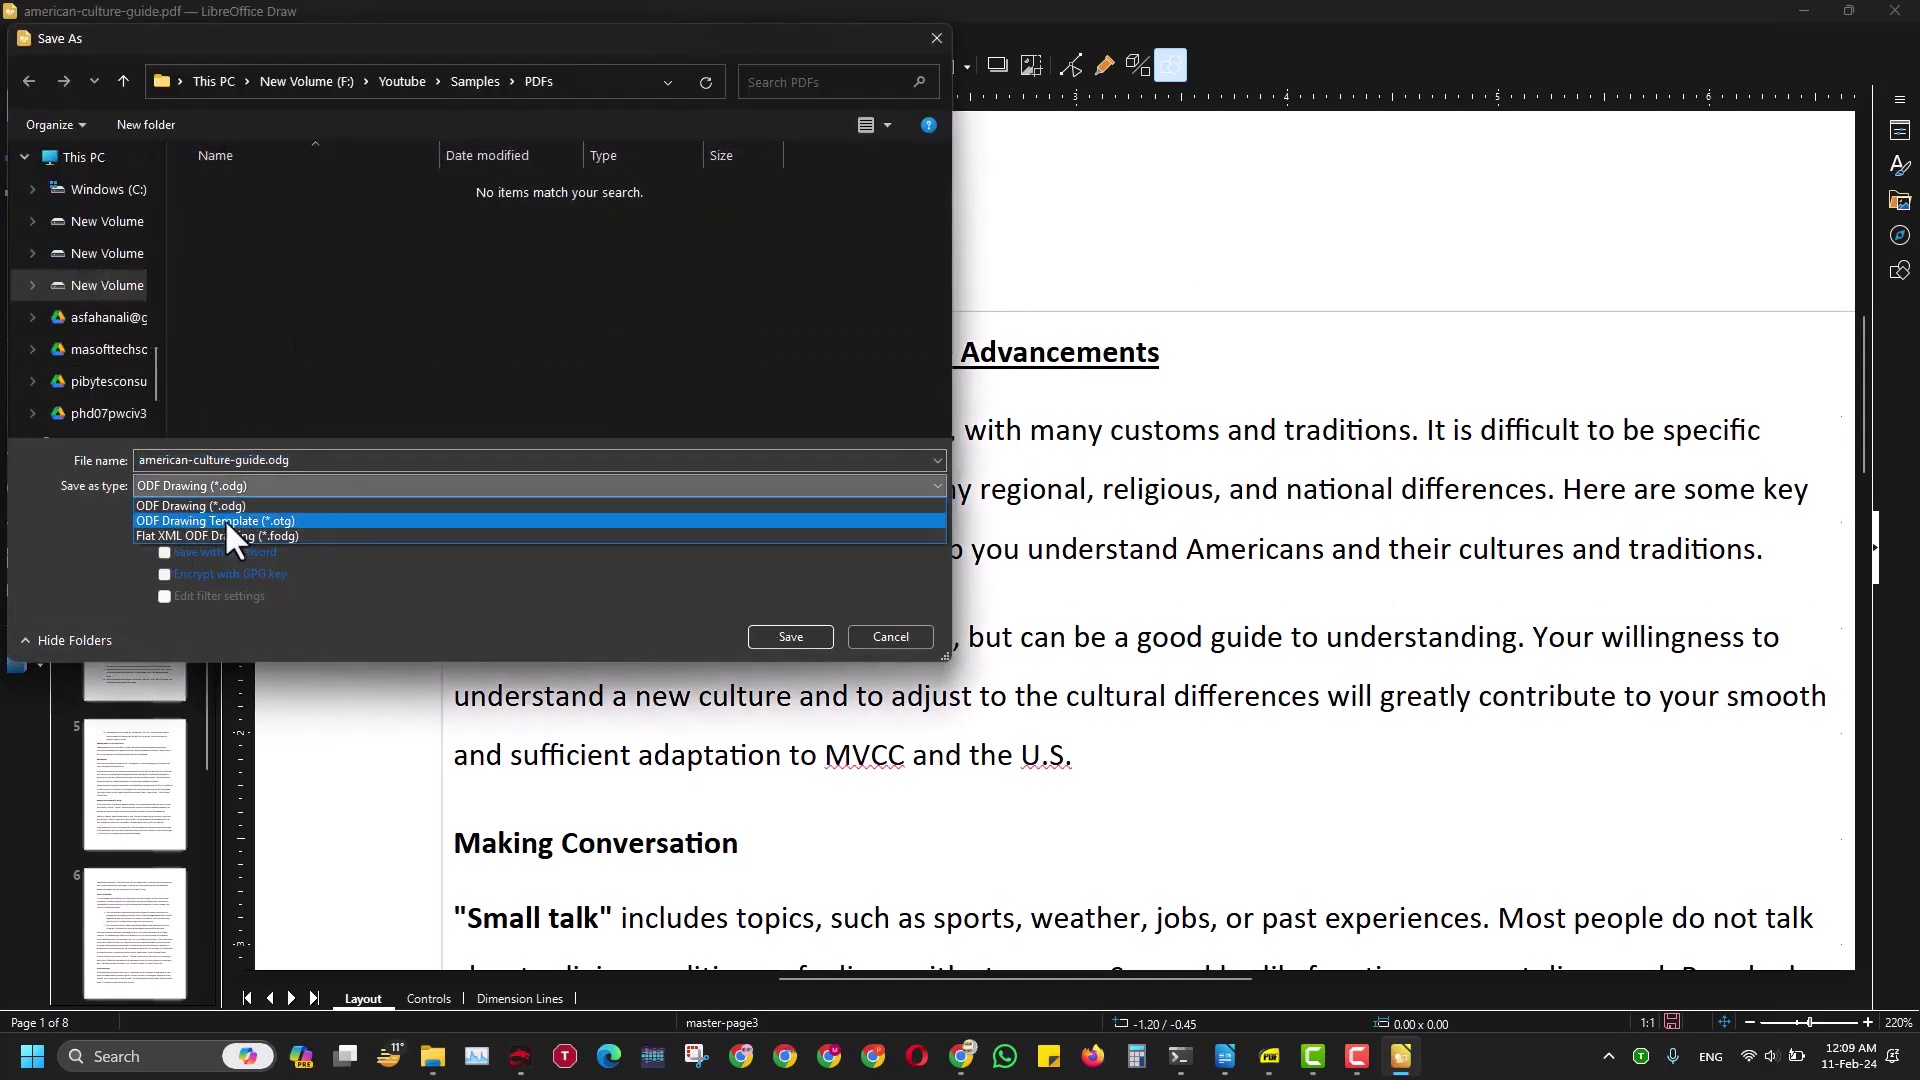 american-culture-guide.pdf — LibreOffice Draw
Save As
This PC > New Volume (F:) > Youtube > Samples > PDFs
Search PDFs
Organize
New folder
Name
Date modified
Type
Size
No items match your search.
This PC
Windows (C:)
New Volume
New Volume
New Volume
asfahanali@g
masofttechsc
pibytesconsu
phd07pwciv3
File name: american-culture-guide.odg
Save as type: ODF Drawing (*.odg)
ODF Drawing (*.odg)
ODF Drawing Template (*.otg)
Flat XML ODF Drawing (*.fodg)
Save with
Encrypt with GPG key
Edit filter settings
Hide Folders
Save
Cancel
3
4
5
6
Advancements
, with many customs and traditions. It is difficult to be specific
regional, religious, and national differences. Here are some key
you understand Americans and their cultures and traditions.
, but can be a good guide to understanding. Your willingness to
understand a new culture and to adjust to the cultural differences will greatly contribute to your smooth
and sufficient adaptation to MVCC and the U.S.
Making Conversation
"Small talk" includes topics, such as sports, weather, jobs, or past experiences. Most people do not talk
5
6
2
3
Layout
Controls
Dimension Lines
Page 1 of 8
master-page3
-1.20 / -0.45
0.00 x 0.00
1:1
220%
Search
PRE
11°
ENG
12:09 AM
11-Feb-24